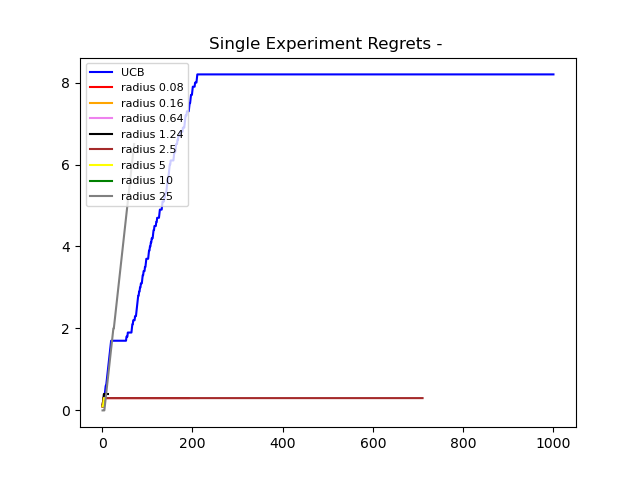 Single Experiment Regrets -
UCB
radius 0.08
radius 0.16
radius 0.64
radius 1.24
radius 2.5
radius 5
radius 10
radius 25
8
6
4
2
0
0 200 400 600 800 1000